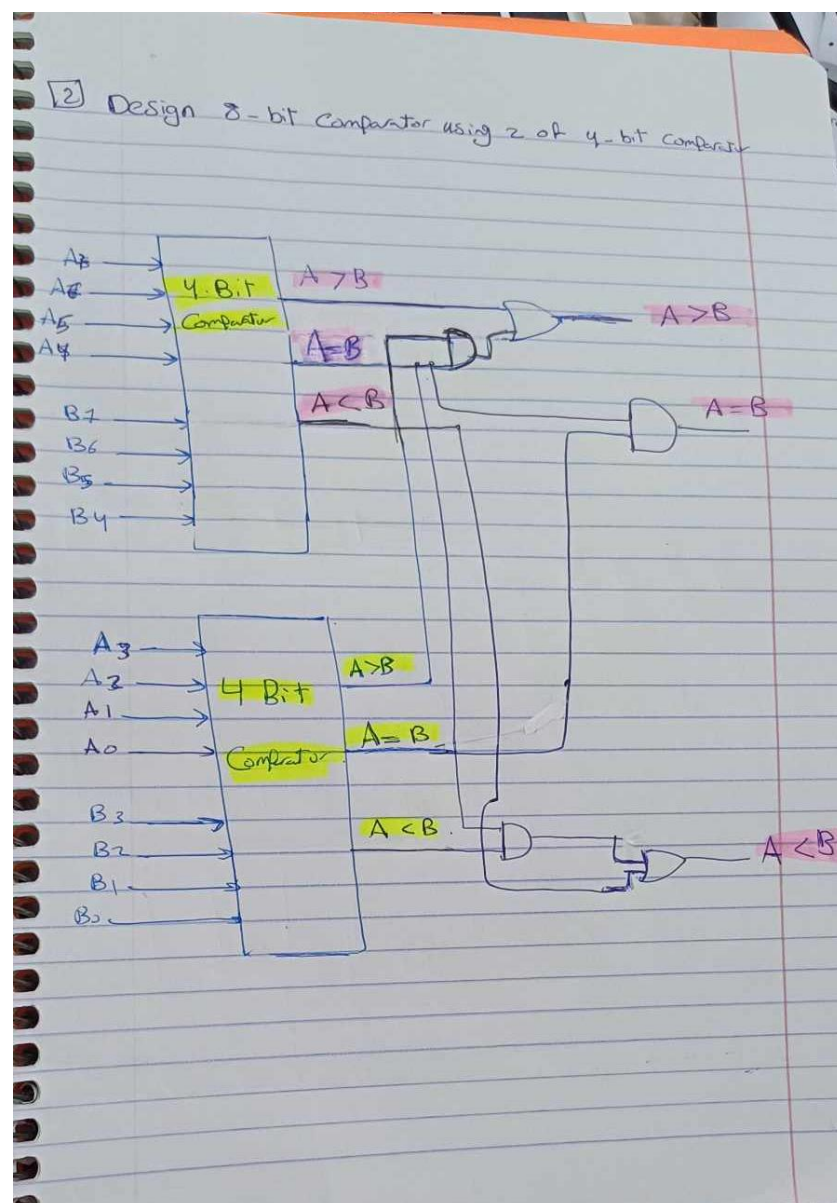 2 Design 8-bit Comparator using 2 of 4-bit Comparator
A7
A6
A5
A4
B7
B6
B5
B4
4.Bit
Comparator
A > B
A=B
A < B
A > B
A = B
A3
A2
A1
A0
B3
B2
B1
B0
4 Bit
Comparator
A>B
A= B
A < B
A < B